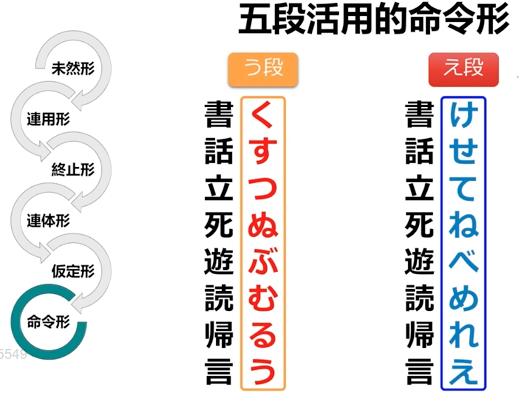 五段活用的命令形
未然形
連用形
終止形
連体形
仮定形
命令形
う段
書く
話す
立つ
死ぬ
遊ぶ
読む
帰る
言う
え段
書け
話せ
立て
死ね
遊べ
読め
帰れ
言え